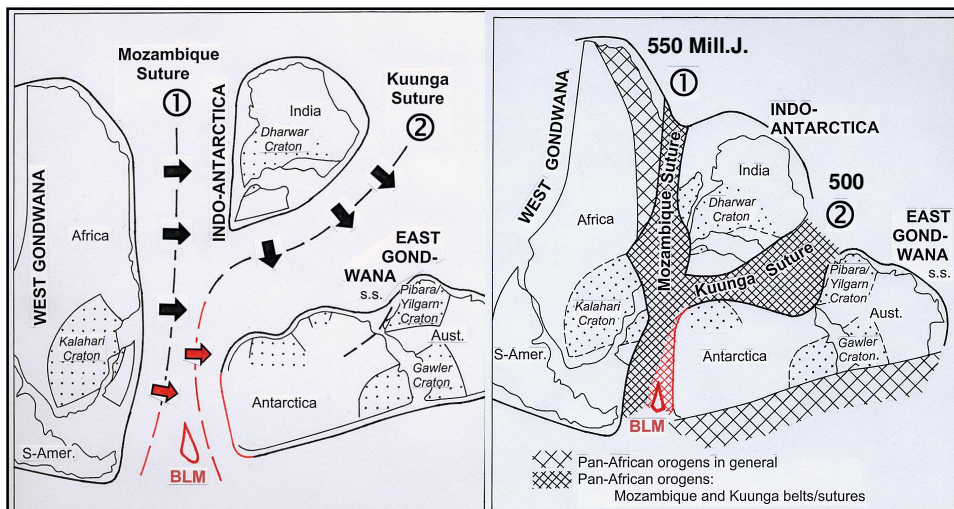 Mozambique
Suture
①
INDO-ANTARCTICA
India
Dharwar
Craton
Kuunga
Suture
②
WEST GONDWANA
Africa
Kalahari
Craton
S-Amer.
BLM
EAST
GOND-
WANA
s.s.
Pibara/
Yilgarn
Craton
Aust.
Gawler
Craton
Antarctica
550 Mill.J.
①
INDO-
ANTARCTICA
WEST GONDWANA
Mozambique Suture
India
Dharwar
Craton
500
②
EAST
GOND-
WANA
s.s.
Africa
Kuunga Suture
Pibara/
Yilgarn
Craton
Kalahari
Craton
Aust.
S-Amer.
Antarctica
Gawler
Craton
BLM
Pan-African orogens in general
Pan-African orogens:
Mozambique and Kuunga belts/sutures